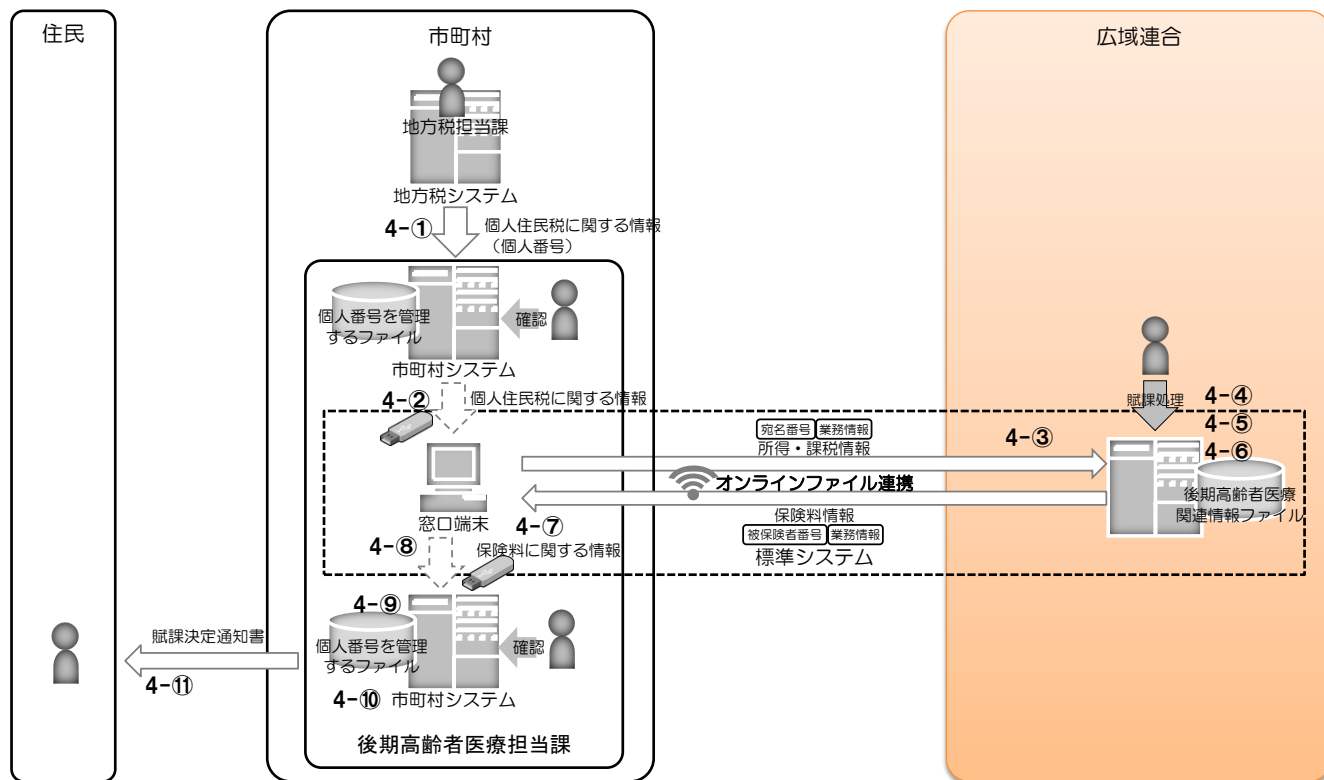 住民
市町村
広域連合
地方税担当課
地方税システム
4-①
個人住民税に関する情報
（個人番号）
個人番号を管理
するファイル
確認
市町村システム
4-②
個人住民税に関する情報
賦課処理
4-④
4-⑤
4-⑥
宛名番号 業務情報
所得・課税情報
4-③
オンラインファイル連携
後期高齢者医療
関連情報ファイル
窓口端末
4-⑦
保険料情報
被保険者番号 業務情報
標準システム
4-⑧
保険料に関する情報
4-⑨
個人番号を管理
するファイル
確認
賦課決定通知書
4-⑪
4-⑩
市町村システム
後期高齢者医療担当課